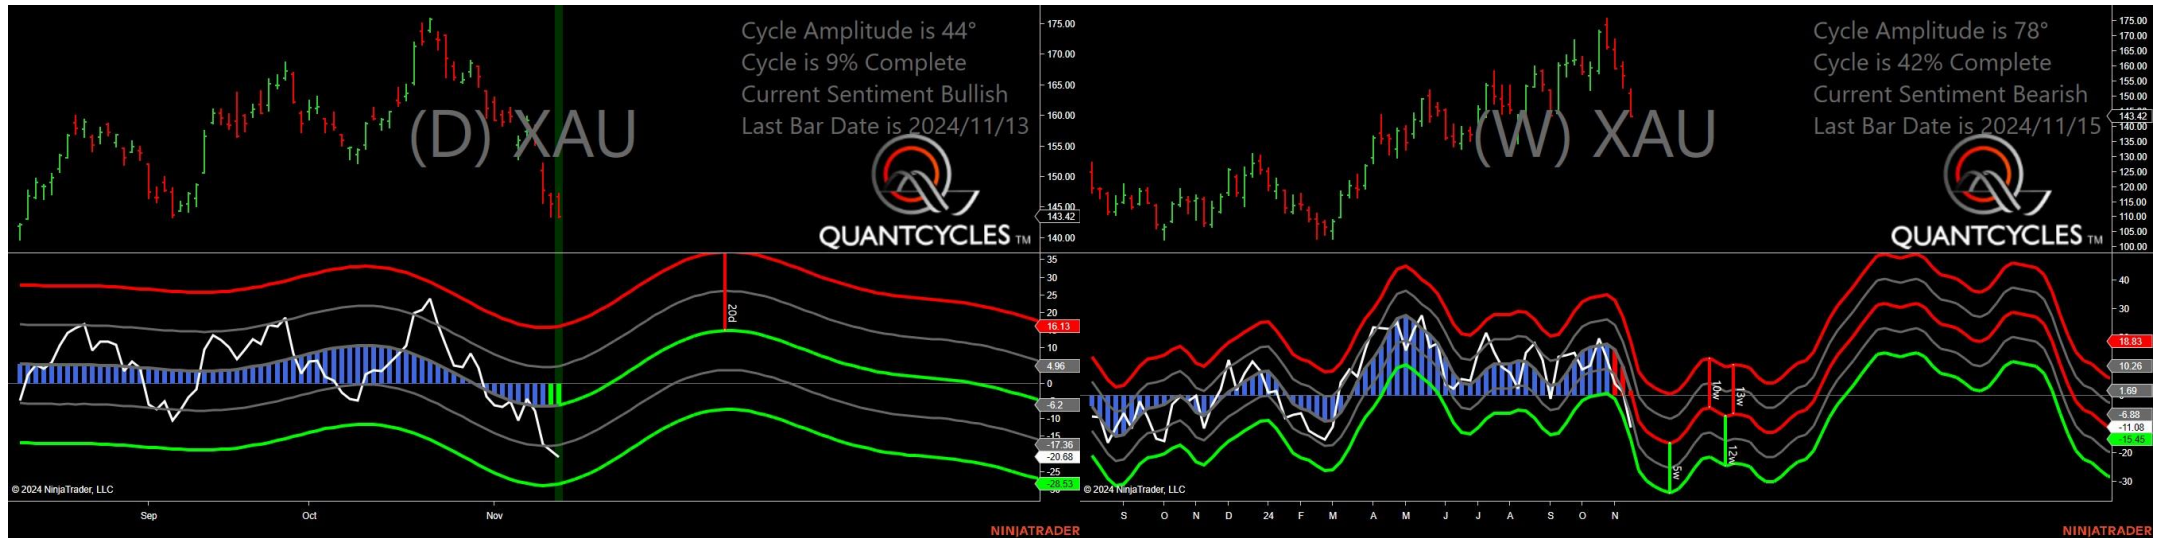 Cycle Amplitude is 44°
Cycle is 9% Complete
Current Sentiment Bullish
Last Bar Date is 2024/11/13
(D) XAU
QUANTCYCLES TM
175.00
170.00
165.00
160.00
155.00
150.00
145.00
143.42
140.00
35
30
25
20
16.13
10
4.96
0
-6.2
-10
-15
-17.36
-20.68
-25
-28.53
20d
© 2024 NinjaTrader, LLC
Sep
Oct
Nov
NINJATRADER
Cycle Amplitude is 78°
Cycle is 42% Complete
Current Sentiment Bearish
Last Bar Date is 2024/11/15
(W) XAU
QUANTCYCLES TM
175.00
170.00
165.00
160.00
155.00
150.00
143.42
140.00
135.00
130.00
125.00
120.00
115.00
110.00
105.00
100.00
40
30
18.83
10.26
1.69
-6.88
-11.08
-15.45
-20
-30
10w
13w
5w
12w
© 2024 NinjaTrader, LLC
S O N D 24 F M A M J J A S O N
NINJATRADER